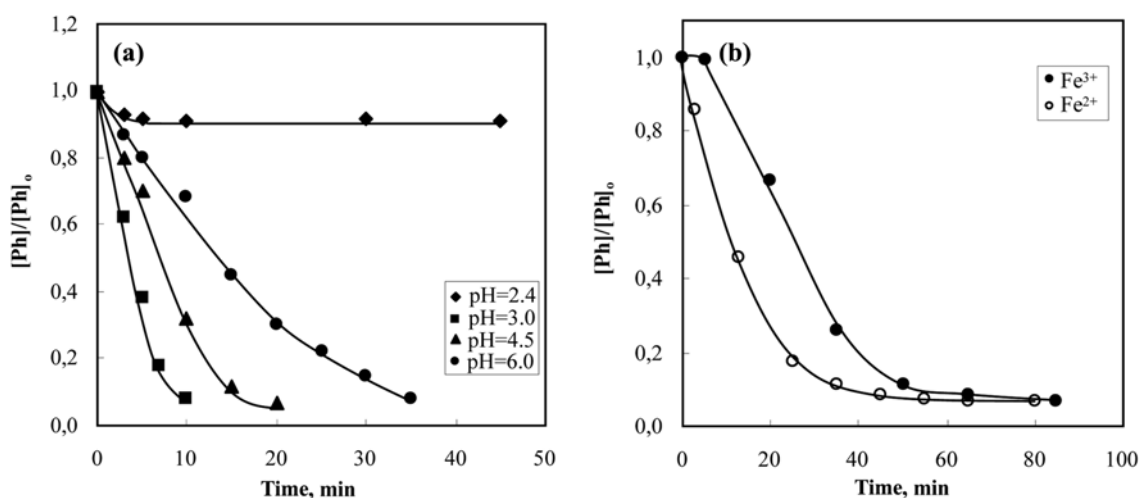 (a)
1,2
1,0
0,8
0,6
0,4
0,2
0,0
[Ph]/[Ph]o
pH=2.4
pH=3.0
pH=4.5
pH=6.0
0 10 20 30 40 50
Time, min
(b)
1,0
0,8
0,6
0,4
0,2
0,0
[Ph]/[Ph]o
Fe³⁺
Fe²⁺
0 20 40 60 80 100
Time, min